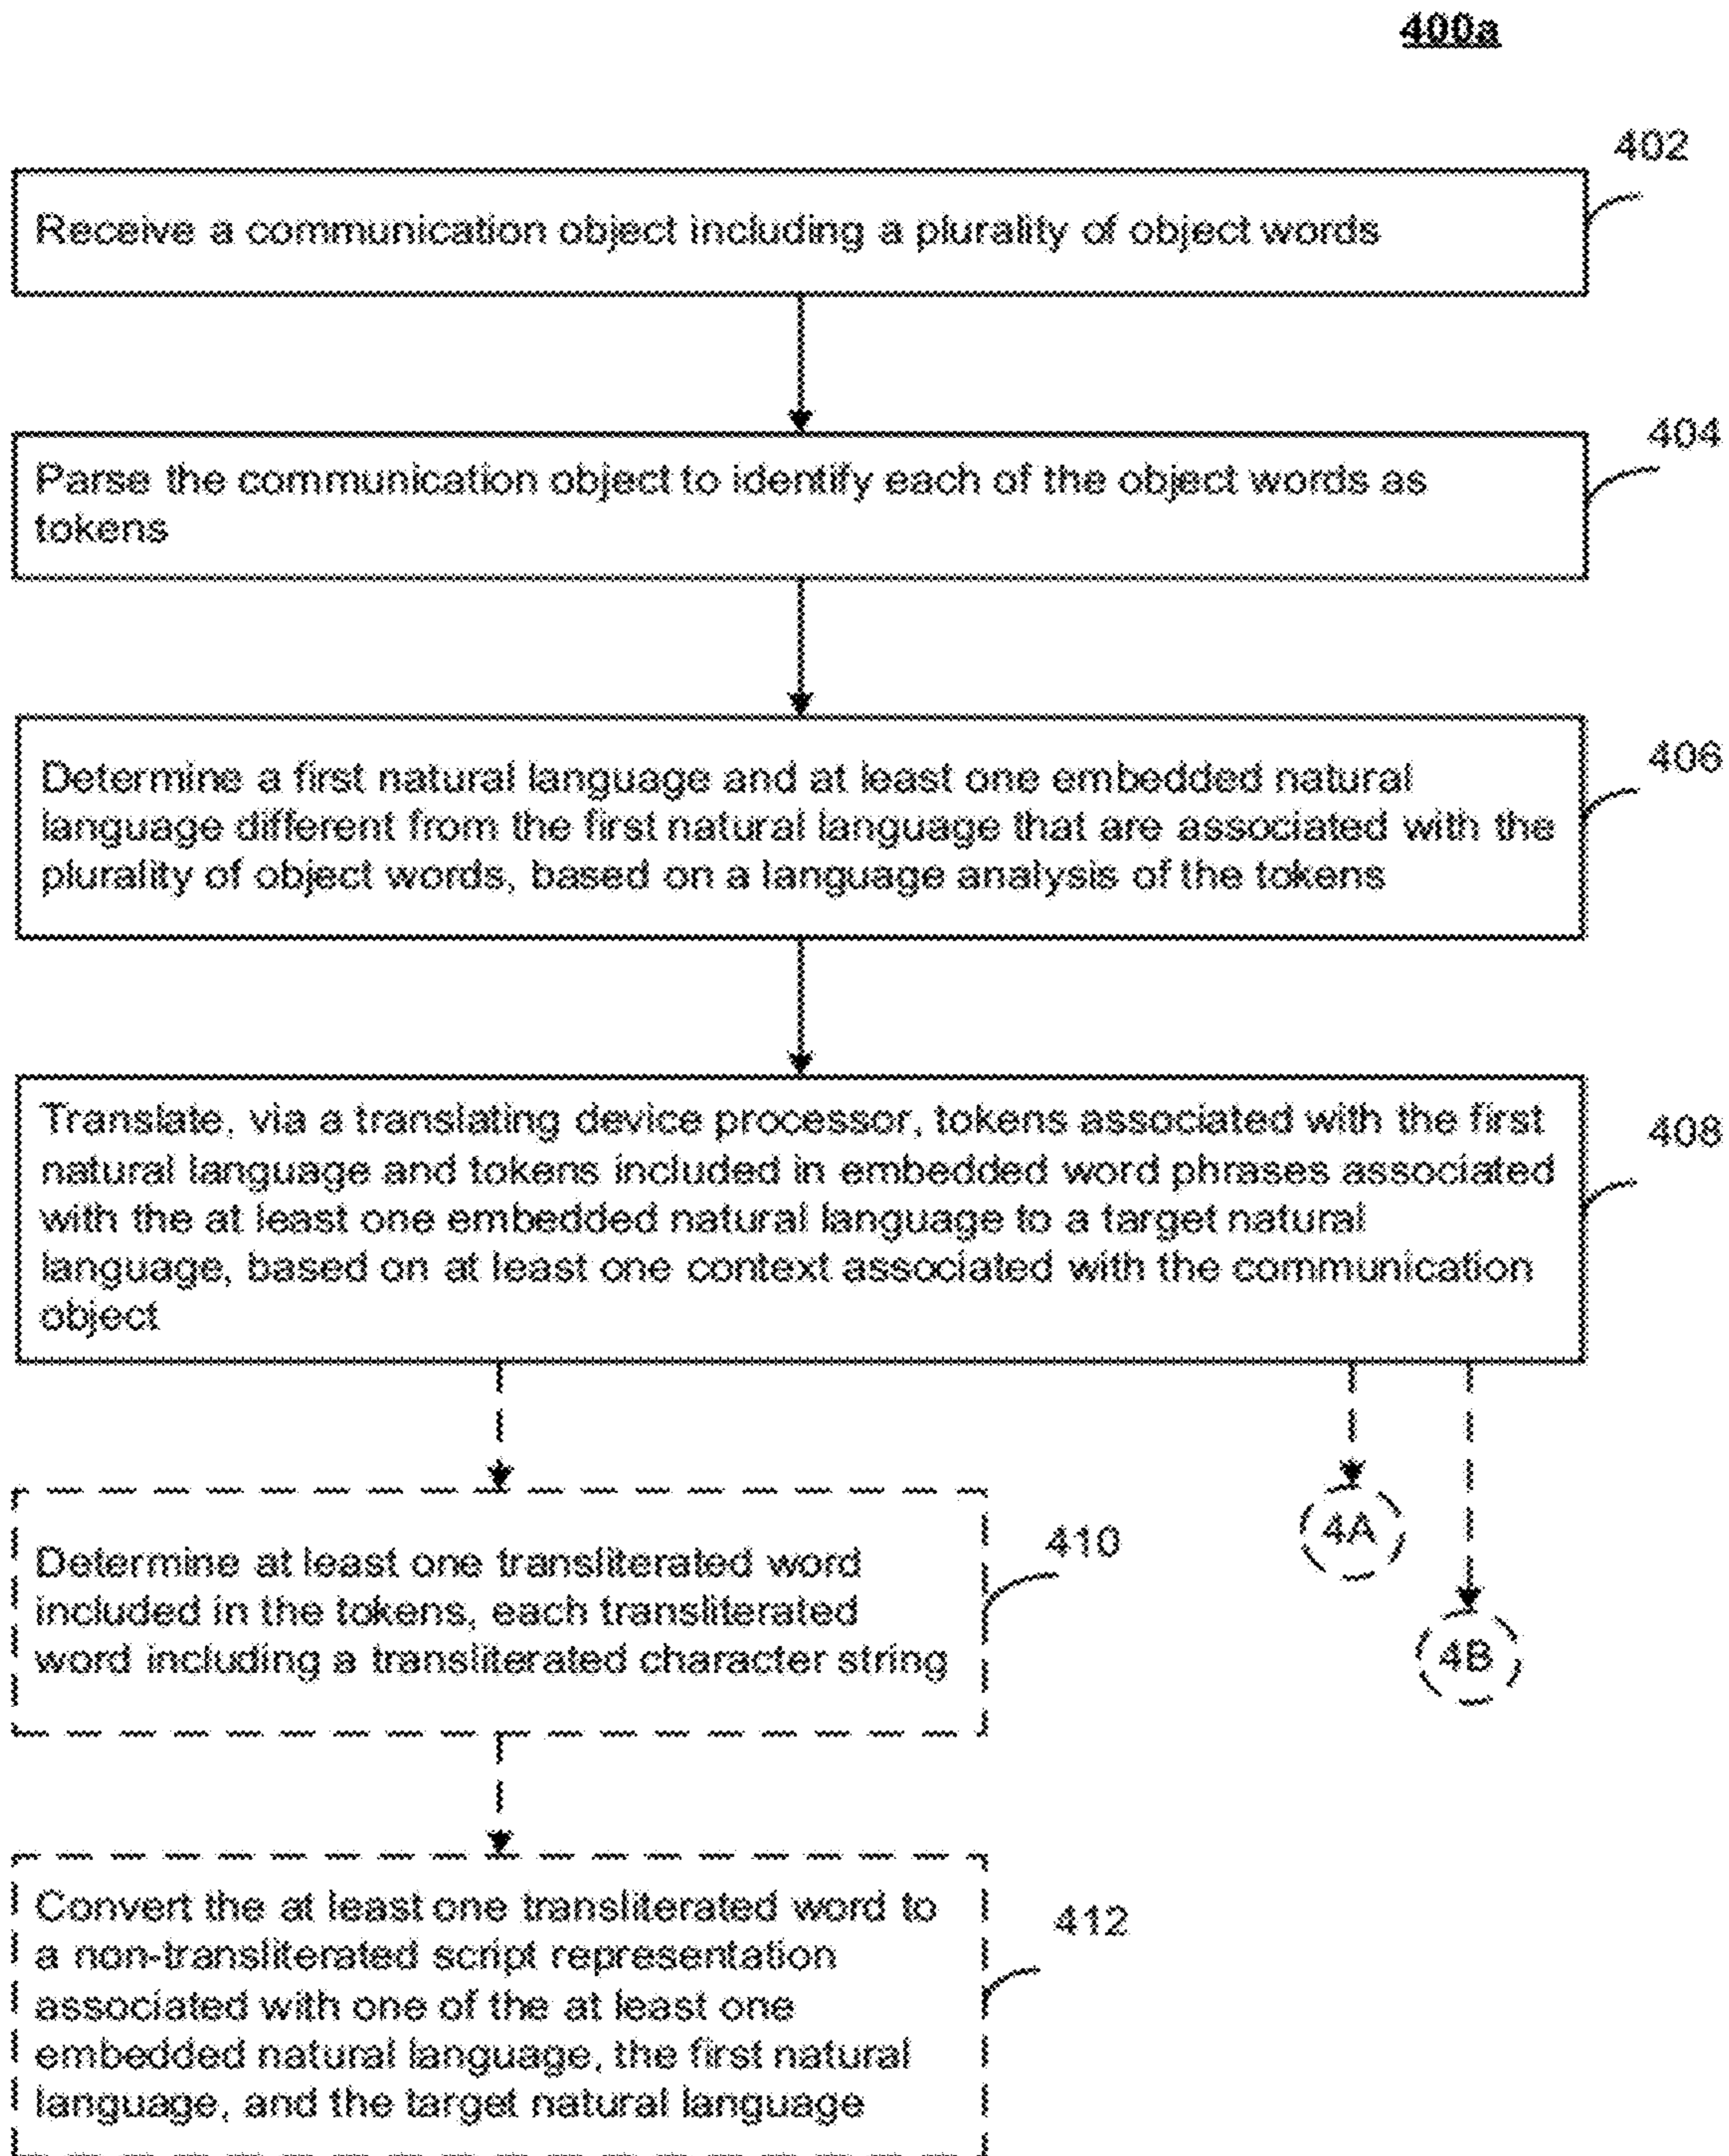 400a
402
Receive a communication object including a plurality of object words
404
Parse the communication object to identify each of the object words as
tokens
406
Determine a first natural language and at least one embedded natural
language different from the first natural language that are associated with the
plurality of object words, based on a language analysis of the tokens
408
Translate, via a translating device processor, tokens associated with the first
natural language and tokens included in embedded word phrases associated
with the at least one embedded natural language to a target natural
language, based on at least one context associated with the communication
object
4A
410
Determine at least one transliterated word
included in the tokens, each transliterated
word including a transliterated character string
4B
412
Convert the at least one transliterated word to
a non-transliterated script representation
associated with one of the at least one
embedded natural language, the first natural
language, and the target natural language